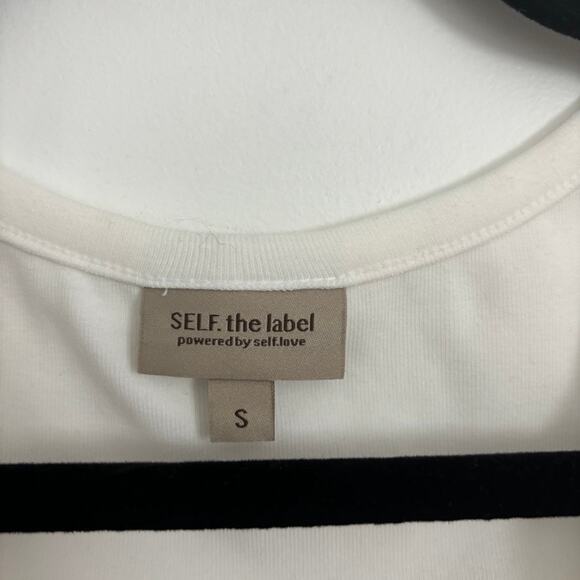 SELF. the label
powered by self.love
S